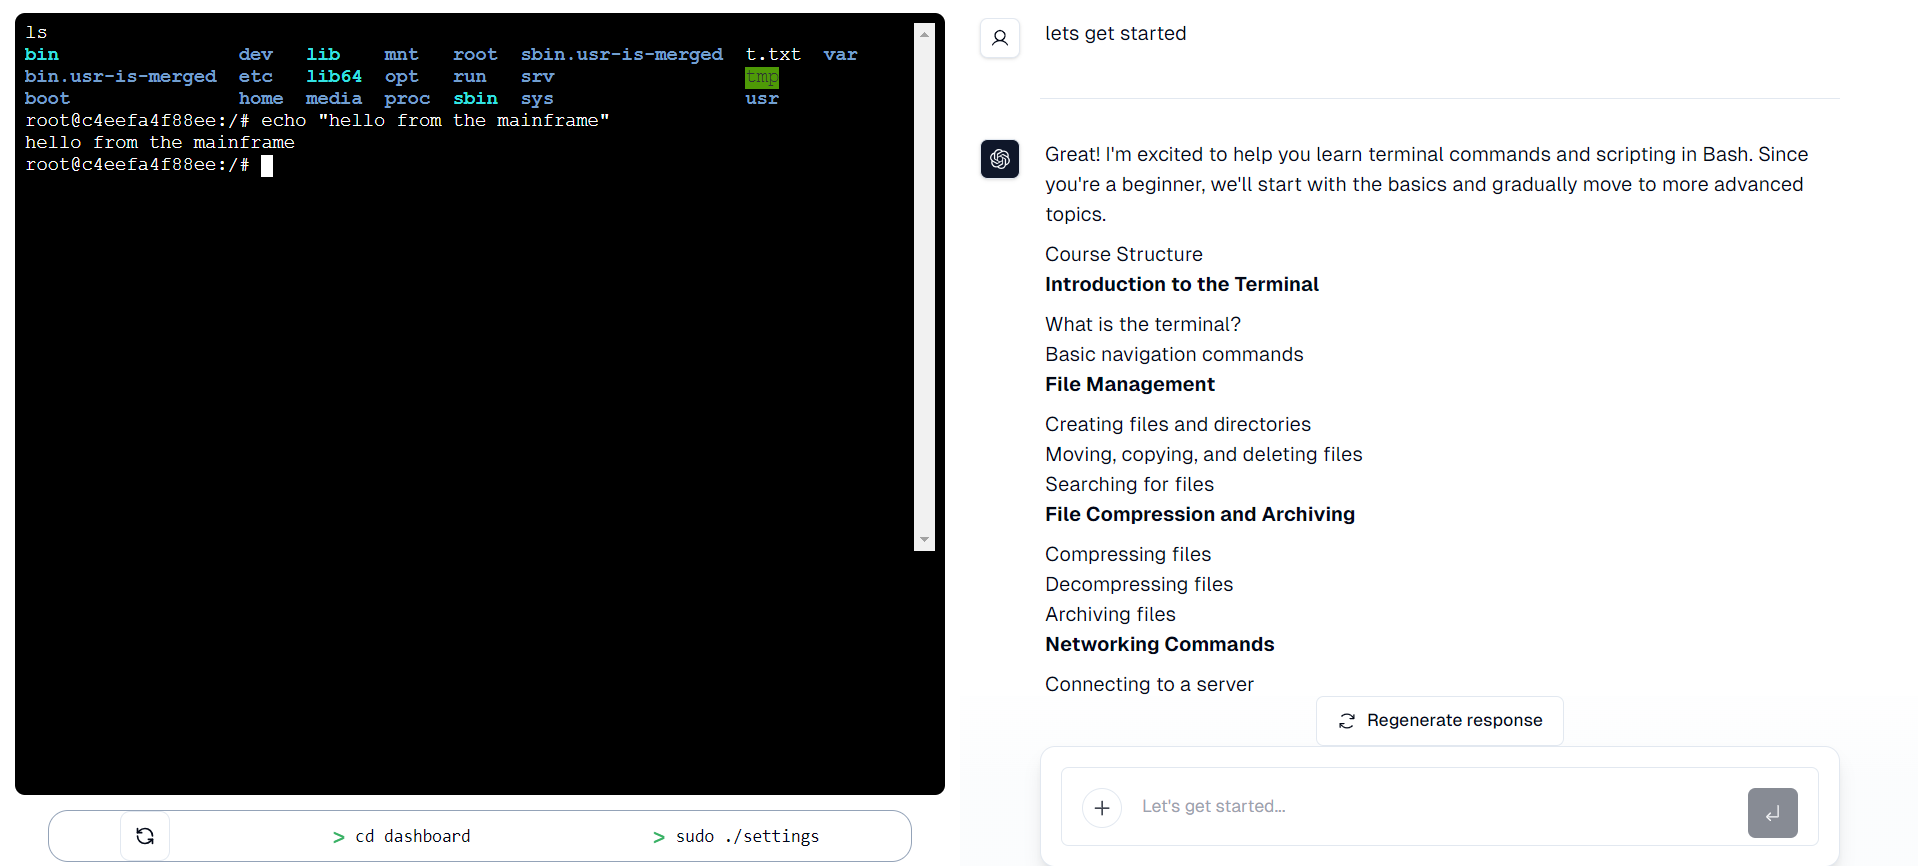 ls
bin dev lib mnt root sbin.usr-is-merged t.txt var
bin.usr-is-merged etc lib64 opt run srv tmp
boot home media proc sbin sys usr
root@c4eefa4f88ee:/# echo "hello from the mainframe"
hello from the mainframe
root@c4eefa4f88ee:/#
> cd dashboard
> sudo ./settings
lets get started
Great! I'm excited to help you learn terminal commands and scripting in Bash. Since
you're a beginner, we'll start with the basics and gradually move to more advanced
topics.
Course Structure
Introduction to the Terminal
What is the terminal?
Basic navigation commands
File Management
Creating files and directories
Moving, copying, and deleting files
Searching for files
File Compression and Archiving
Compressing files
Decompressing files
Archiving files
Networking Commands
Connecting to a server
Regenerate response
Let's get started...